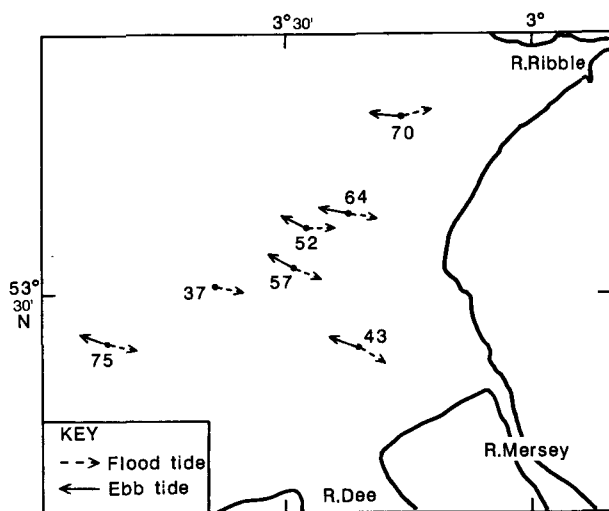 3° 30'
3°
R.Ribble
70
64
52
57
53°
30'
N
37
75
43
KEY
Flood tide
Ebb tide
R.Mersey
R.Dee